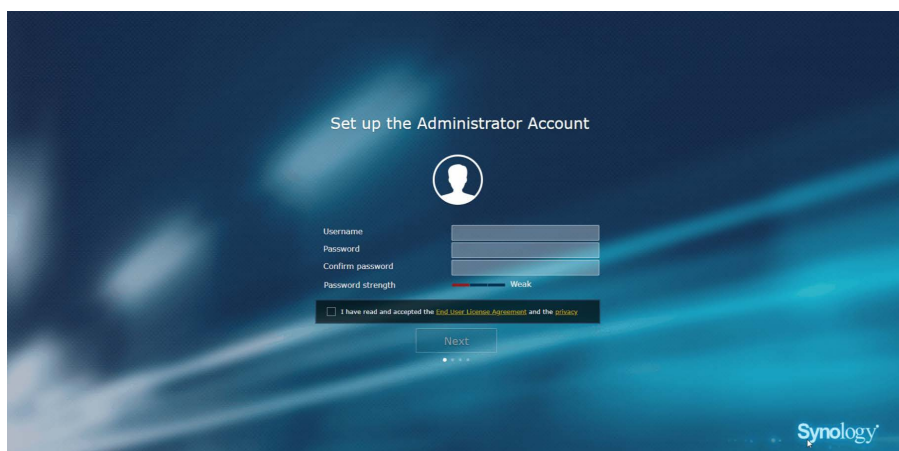 Set up the Administrator Account
Username
Password
Confirm password
Password strength Weak
I have read and accepted the End User License Agreement and the privacy
Next
Synology